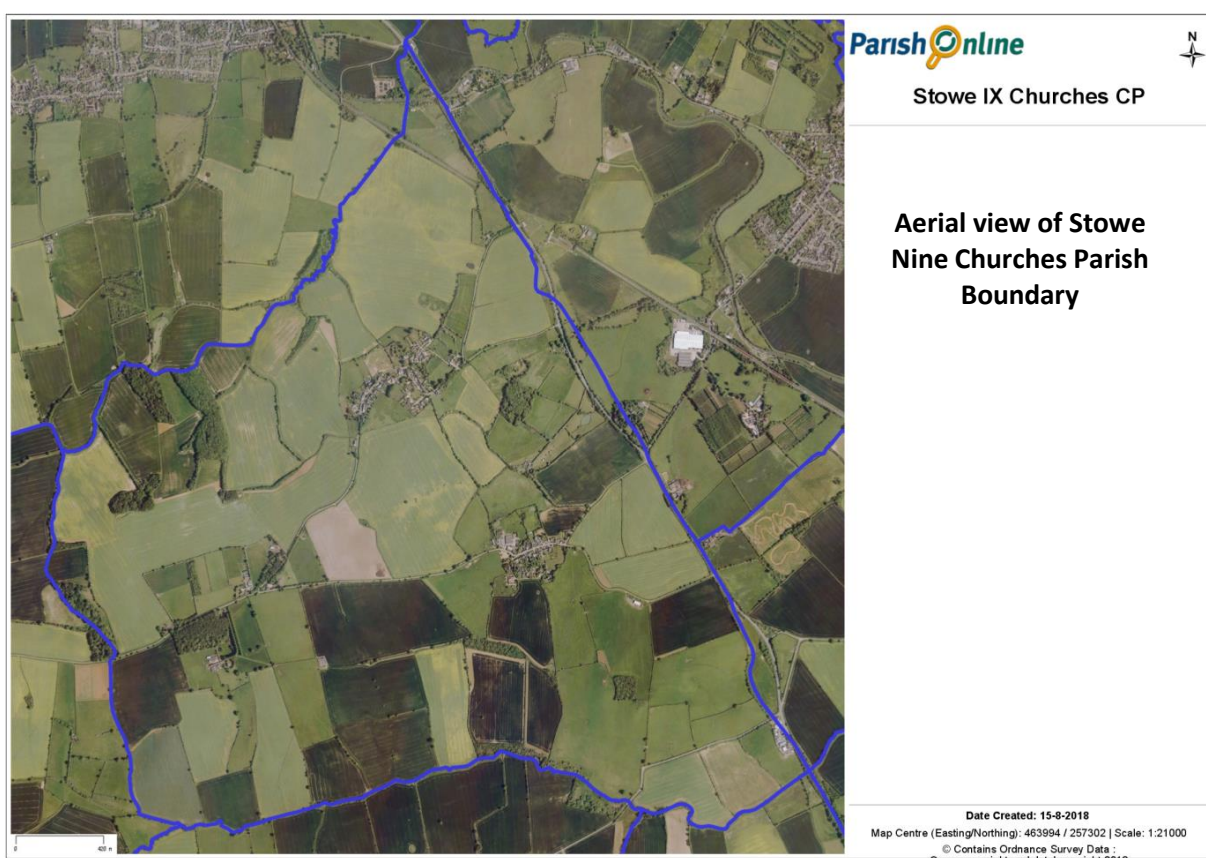 Parish Online
N
Stowe IX Churches CP
Aerial view of Stowe
Nine Churches Parish
Boundary
0 420 m
Date Created: 15-8-2018
Map Centre (Easting/Northing): 463994 / 257302 | Scale: 1:21000
© Contains Ordnance Survey Data :